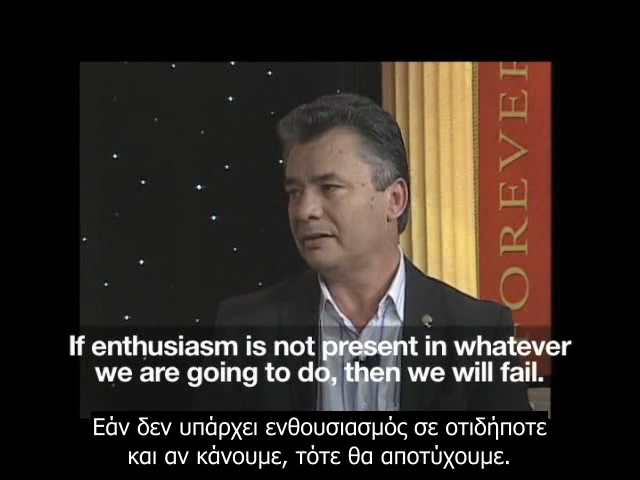 FOREVER
If enthusiasm is not present in whatever
we are going to do, then we will fail.
Εάν δεν υπάρχει ενθουσιασμός σε οτιδήποτε
και αν κάνουμε, τότε θα αποτύχουμε.